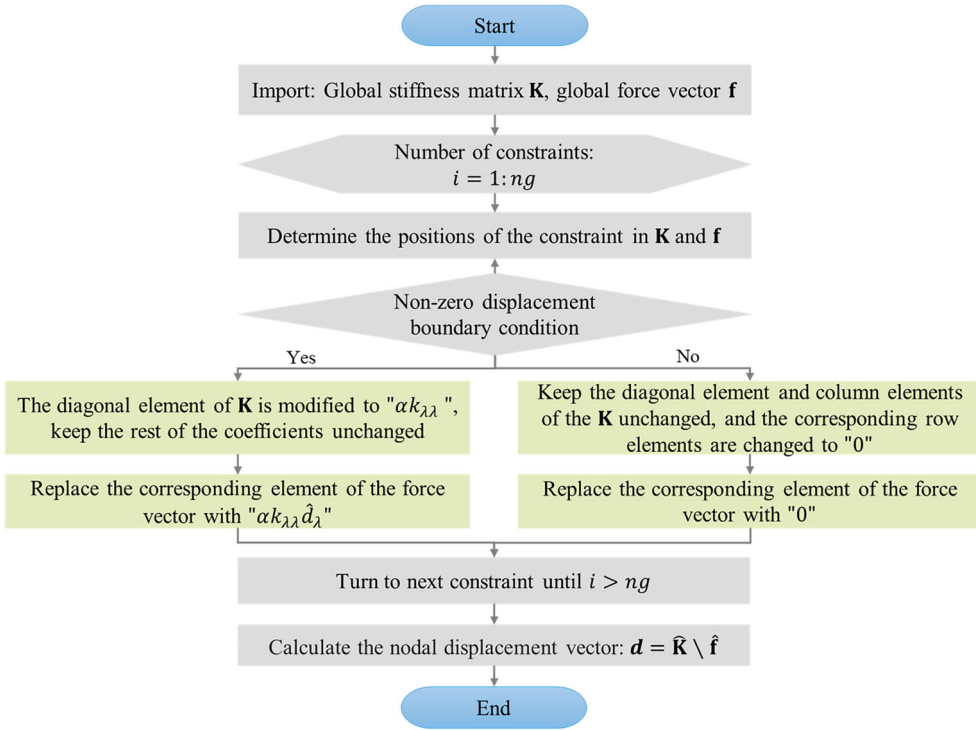 Start
Import: Global stiffness matrix K, global force vector f
Number of constraints:
i = 1: ng
Determine the positions of the constraint in K and f
Non-zero displacement
boundary condition
Yes
No
The diagonal element of K is modified to "αk_λλ ",
keep the rest of the coefficients unchanged
Keep the diagonal element and column elements
of the K unchanged, and the corresponding row
elements are changed to "0"
Replace the corresponding element of the force
vector with "αk_λλ d̂_λ"
Replace the corresponding element of the force
vector with "0"
Turn to next constraint until i > ng
Calculate the nodal displacement vector: d = K̂ \ f̂
End